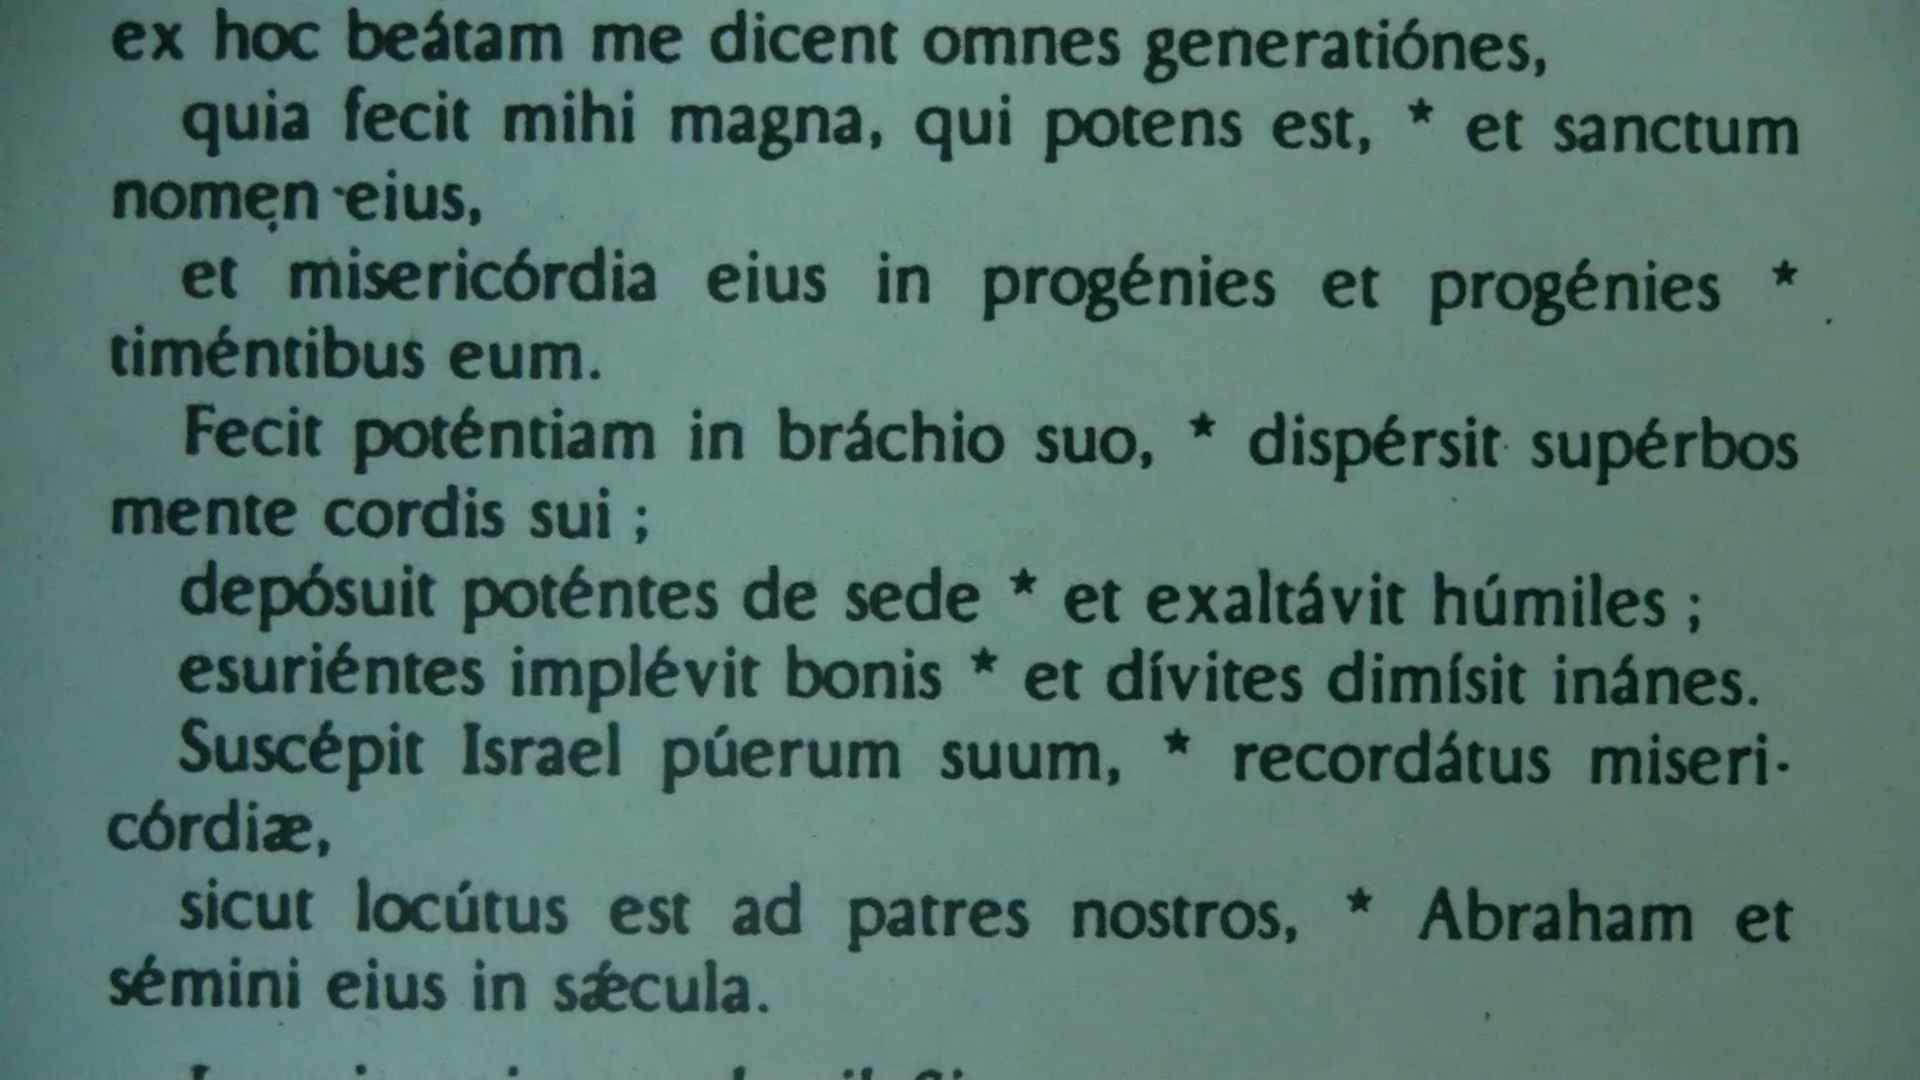 ex hoc beátam me dicent omnes generatiónes,
quia fecit mihi magna, qui potens est, * et sanctum
nomen eius,
et misericórdia eius in progénies et progénies *
timéntibus eum.
Fecit poténtiam in bráchio suo, * dispérsit supérbos
mente cordis sui ;
depósuit poténtes de sede * et exaltávit húmiles ;
esuriéntes implévit bonis * et dívites dimísit inánes.
Suscépit Israel púerum suum, * recordátus miseri-
córdiæ,
sicut locútus est ad patres nostros, * Abraham et
sémini eius in sǽcula.